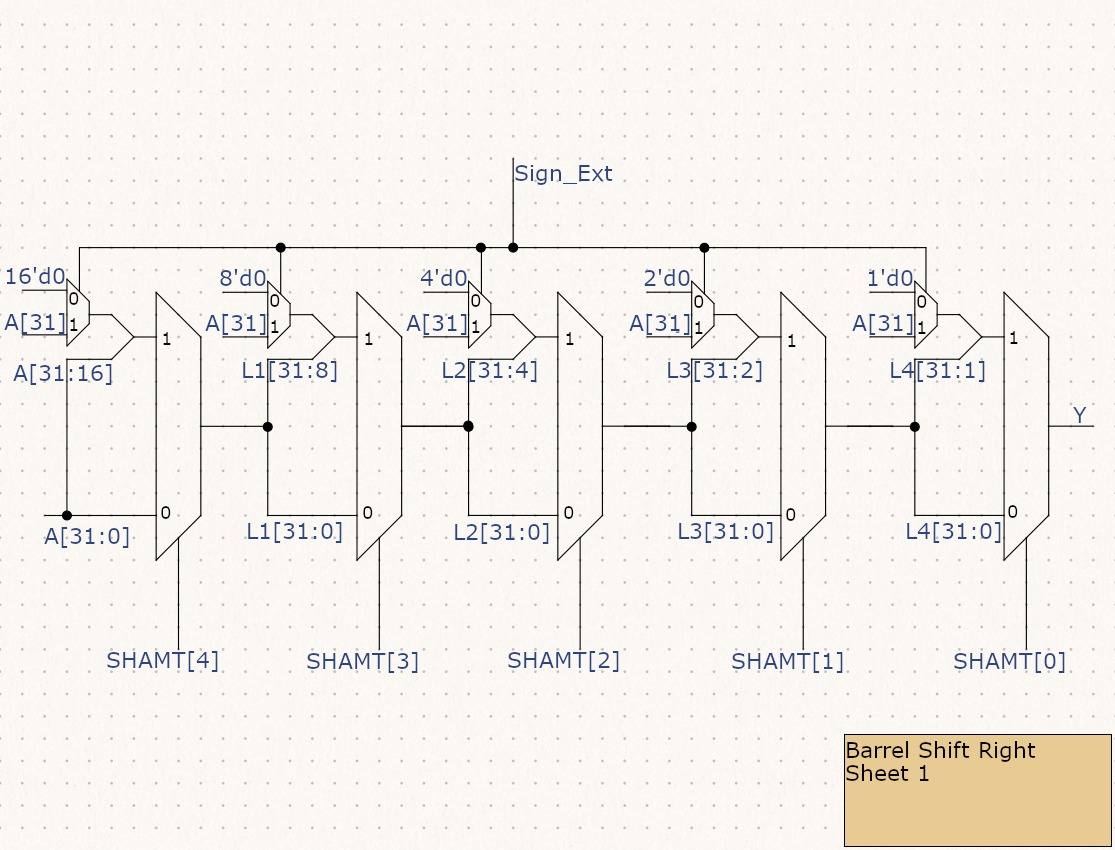 Sign_Ext
16'd0
8'd0
4'd0
2'd0
1'd0
0
0
0
0
0
A[31]
1
A[31]
1
A[31]
1
A[31]
1
A[31]
1
1
1
1
1
1
A[31:16]
L1[31:8]
L2[31:4]
L3[31:2]
L4[31:1]
Y
0
0
0
0
0
A[31:0]
L1[31:0]
L2[31:0]
L3[31:0]
L4[31:0]
SHAMT[4]
SHAMT[3]
SHAMT[2]
SHAMT[1]
SHAMT[0]
Barrel Shift Right
Sheet 1